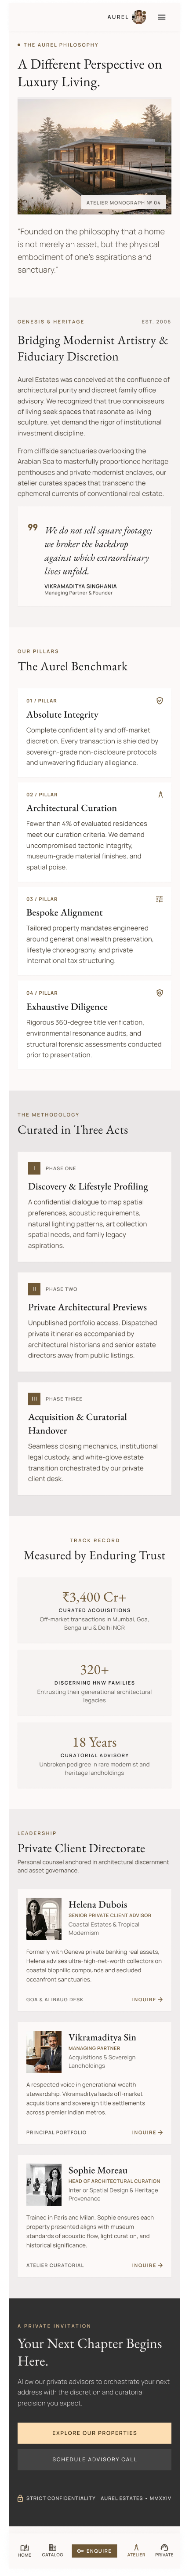 AUREL
THE AUREL PHILOSOPHY
A Different Perspective on
Luxury Living.
ATELIER MONOGRAPH № 04
"Founded on the philosophy that a home
is not merely an asset, but the physical
embodiment of one's aspirations and
sanctuary."
GENESIS & HERITAGE
EST. 2006
Bridging Modernist Artistry &
Fiduciary Discretion
Aurel Estates was conceived at the confluence of
architectural purity and discreet family office
advisory. We recognized that true connoisseurs
of living seek spaces that resonate as living
sculpture, yet demand the rigor of institutional
investment discipline.
From cliffside sanctuaries overlooking the
Arabian Sea to masterfully proportioned heritage
penthouses and private modernist enclaves, our
atelier curates spaces that transcend the
ephemeral currents of conventional real estate.
We do not sell square footage;
we broker the backdrop
against which extraordinary
lives unfold.
VIKRAMADITYA SINGHANIA
Managing Partner & Founder
OUR PILLARS
The Aurel Benchmark
01 / PILLAR
Absolute Integrity
Complete confidentiality and off-market
discretion. Every transaction is shielded by
sovereign-grade non-disclosure protocols
and unwavering fiduciary allegiance.
02 / PILLAR
Architectural Curation
Fewer than 4% of evaluated residences
meet our curation criteria. We demand
uncompromised tectonic integrity,
museum-grade material finishes, and
spatial poise.
03 / PILLAR
Bespoke Alignment
Tailored property mandates engineered
around generational wealth preservation,
lifestyle choreography, and private
international tax structuring.
04 / PILLAR
Exhaustive Diligence
Rigorous 360-degree title verification,
environmental resonance audits, and
structural forensic assessments conducted
prior to presentation.
THE METHODOLOGY
Curated in Three Acts
I
PHASE ONE
Discovery & Lifestyle Profiling
A confidential dialogue to map spatial
preferences, acoustic requirements,
natural lighting patterns, art collection
spatial needs, and family legacy
aspirations.
II
PHASE TWO
Private Architectural Previews
Unpublished portfolio access. Dispatched
private itineraries accompanied by
architectural historians and senior estate
directors away from public listings.
III
PHASE THREE
Acquisition & Curatorial
Handover
Seamless closing mechanics, institutional
legal custody, and white-glove estate
transition orchestrated by our private
client desk.
TRACK RECORD
Measured by Enduring Trust
₹3,400 Cr+
CURATED ACQUISITIONS
Off-market transactions in Mumbai, Goa,
Bengaluru & Delhi NCR
320+
DISCERNING HNW FAMILIES
Entrusting their generational architectural
legacies
18 Years
CURATORIAL ADVISORY
Unbroken pedigree in rare modernist and
heritage landholdings
LEADERSHIP
Private Client Directorate
Personal counsel anchored in architectural discernment
and asset governance.
Helena Dubois
SENIOR PRIVATE CLIENT ADVISOR
Coastal Estates & Tropical
Modernism
Formerly with Geneva private banking real assets,
Helena advises ultra-high-net-worth collectors on
coastal biophilic compounds and secluded
oceanfront sanctuaries.
GOA & ALIBAUG DESK
INQUIRE →
Vikramaditya Sin
MANAGING PARTNER
Acquisitions & Sovereign
Landholdings
A respected voice in generational wealth
stewardship, Vikramaditya leads off-market
acquisitions and sovereign title settlements
across premier Indian metros.
PRINCIPAL PORTFOLIO
INQUIRE →
Sophie Moreau
HEAD OF ARCHITECTURAL CURATION
Interior Spatial Design & Heritage
Provenance
Trained in Paris and Milan, Sophie ensures each
property presented aligns with museum
standards of acoustic flow, light curation, and
historical significance.
ATELIER CURATORIAL
INQUIRE →
A PRIVATE INVITATION
Your Next Chapter Begins
Here.
Allow our private advisors to orchestrate your next
address with the discretion and curatorial
precision you expect.
EXPLORE OUR PROPERTIES
SCHEDULE ADVISORY CALL
STRICT CONFIDENTIALITY
AUREL ESTATES • MMXXIV
HOME
CATALOG
ENQUIRE
ATELIER
PRIVATE